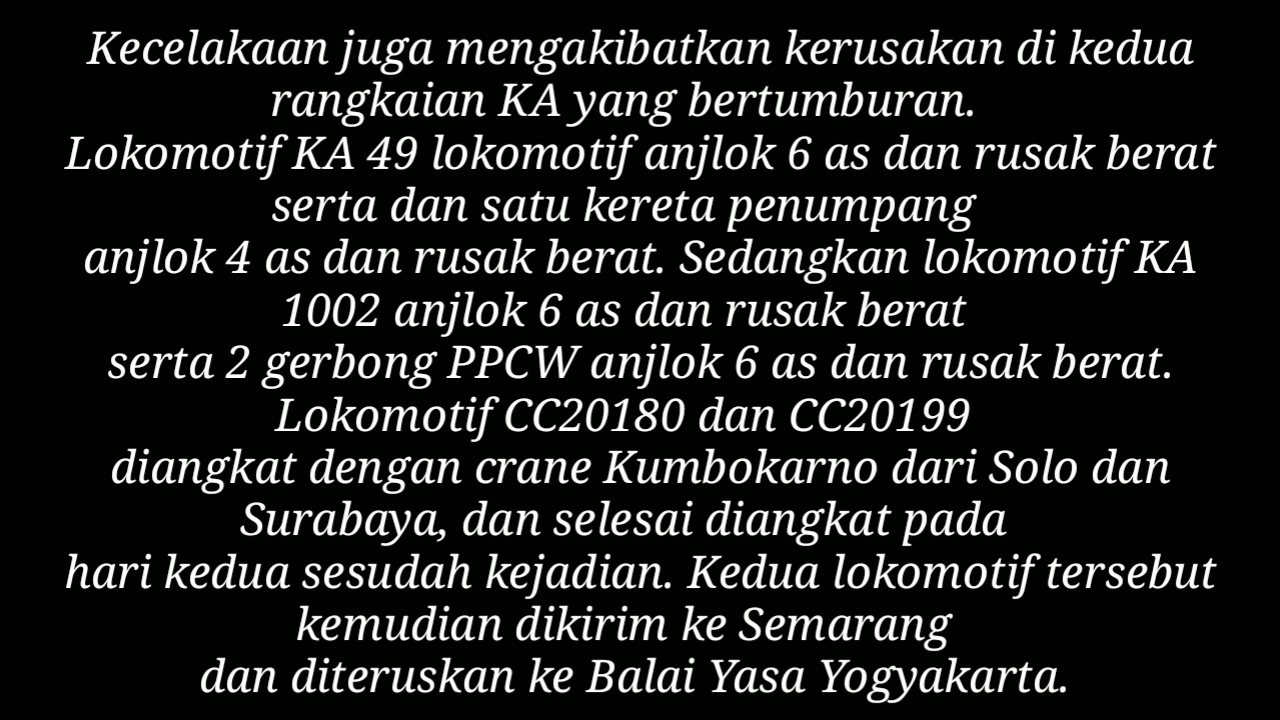 Kecelakaan juga mengakibatkan kerusakan di kedua
rangkaian KA yang bertumburan.
Lokomotif KA 49 lokomotif anjlok 6 as dan rusak berat
serta dan satu kereta penumpang
anjlok 4 as dan rusak berat. Sedangkan lokomotif KA
1002 anjlok 6 as dan rusak berat
serta 2 gerbong PPCW anjlok 6 as dan rusak berat.
Lokomotif CC20180 dan CC20199
diangkat dengan crane Kumbokarno dari Solo dan
Surabaya, dan selesai diangkat pada
hari kedua sesudah kejadian. Kedua lokomotif tersebut
kemudian dikirim ke Semarang
dan diteruskan ke Balai Yasa Yogyakarta.